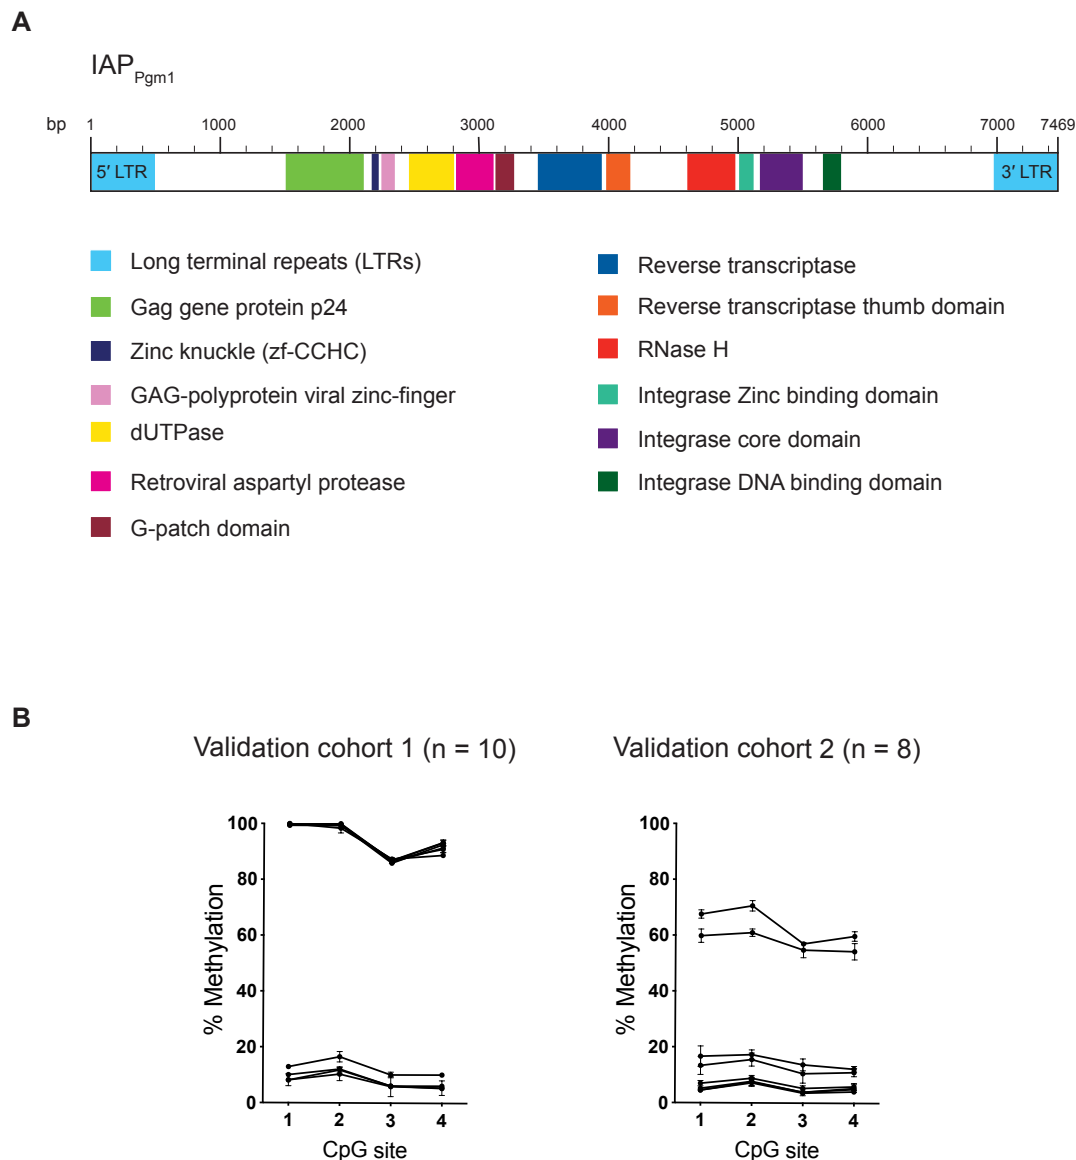 A
IAPPgm1
bp 1 1000 2000 3000 4000 5000 6000 7000 7469
5′ LTR 3′ LTR
Long terminal repeats (LTRs)
Gag gene protein p24
Zinc knuckle (zf-CCHC)
GAG-polyprotein viral zinc-finger
dUTPase
Retroviral aspartyl protease
G-patch domain
Reverse transcriptase
Reverse transcriptase thumb domain
RNase H
Integrase Zinc binding domain
Integrase core domain
Integrase DNA binding domain
B
Validation cohort 1 (n = 10)
% Methylation
100
80
60
40
20
0
1 2 3 4
CpG site
Validation cohort 2 (n = 8)
% Methylation
100
80
60
40
20
0
1 2 3 4
CpG site